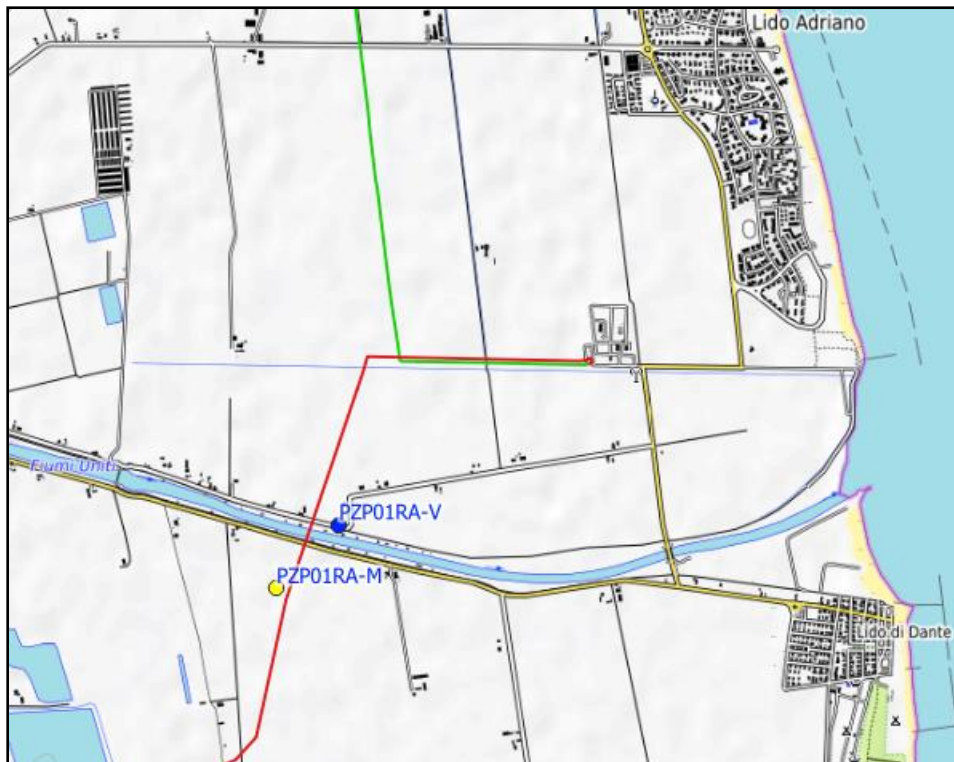 Lido Adriano
Fiumi Uniti
PZP01RA-V
PZP01RA-M
Lido di Dante